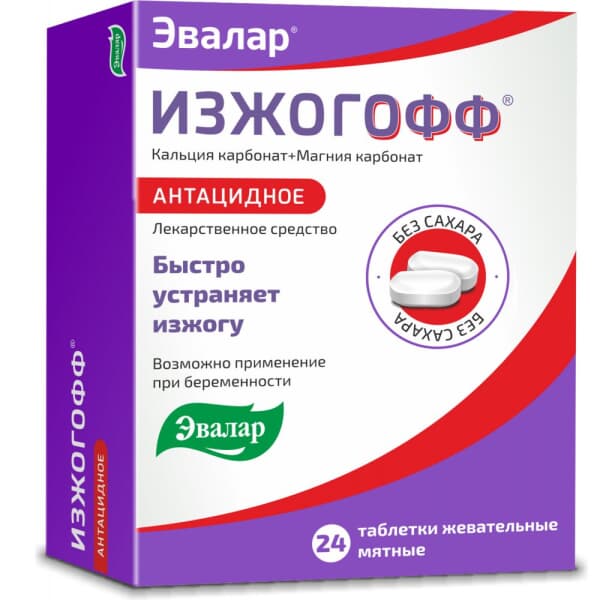 Эвалар®
ИЗЖОГОФФ®
Кальция карбонат+Магния карбонат
АНТАЦИДНОЕ
Лекарственное средство
Быстро
устраняет
изжогу
Возможно применение
при беременности
Эвалар
БЕЗ САХАРА
БЕЗ САХАРА
24 таблетки жевательные
мятные
Эвалар
ИЗЖОГОФФ®
АНТАЦИДНОЕ